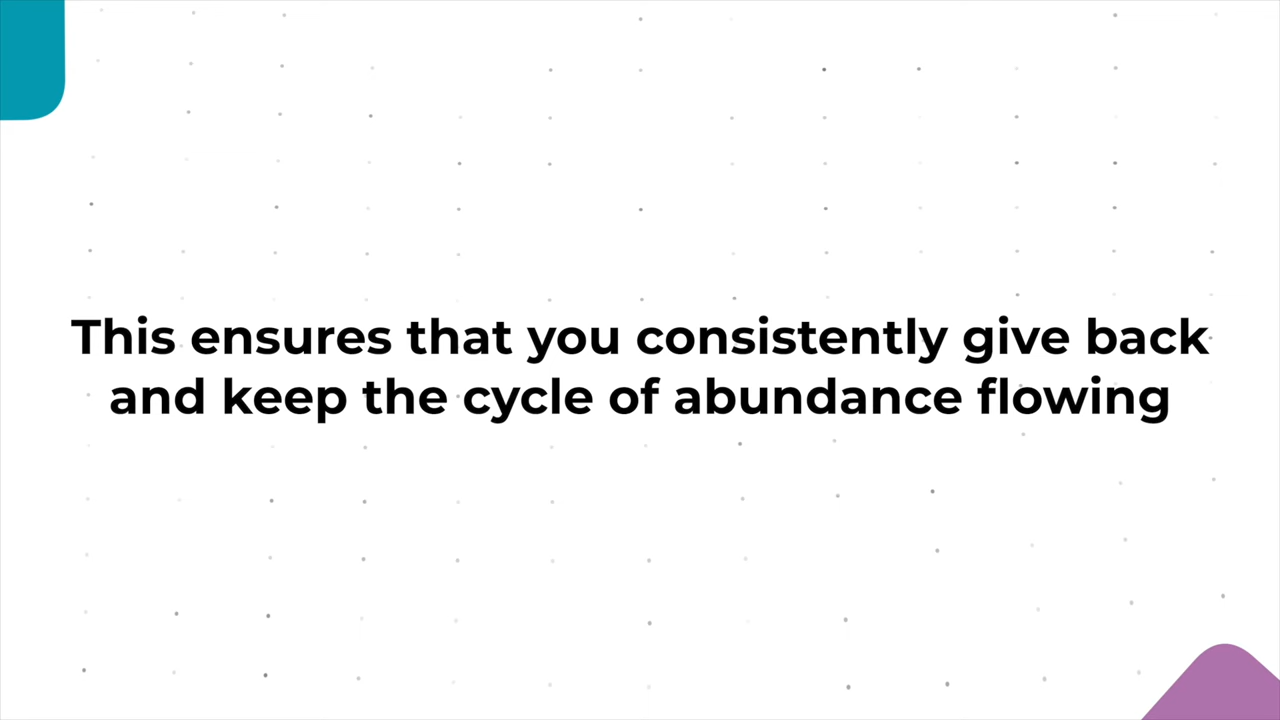 This ensures that you consistently give back
and keep the cycle of abundance flowing